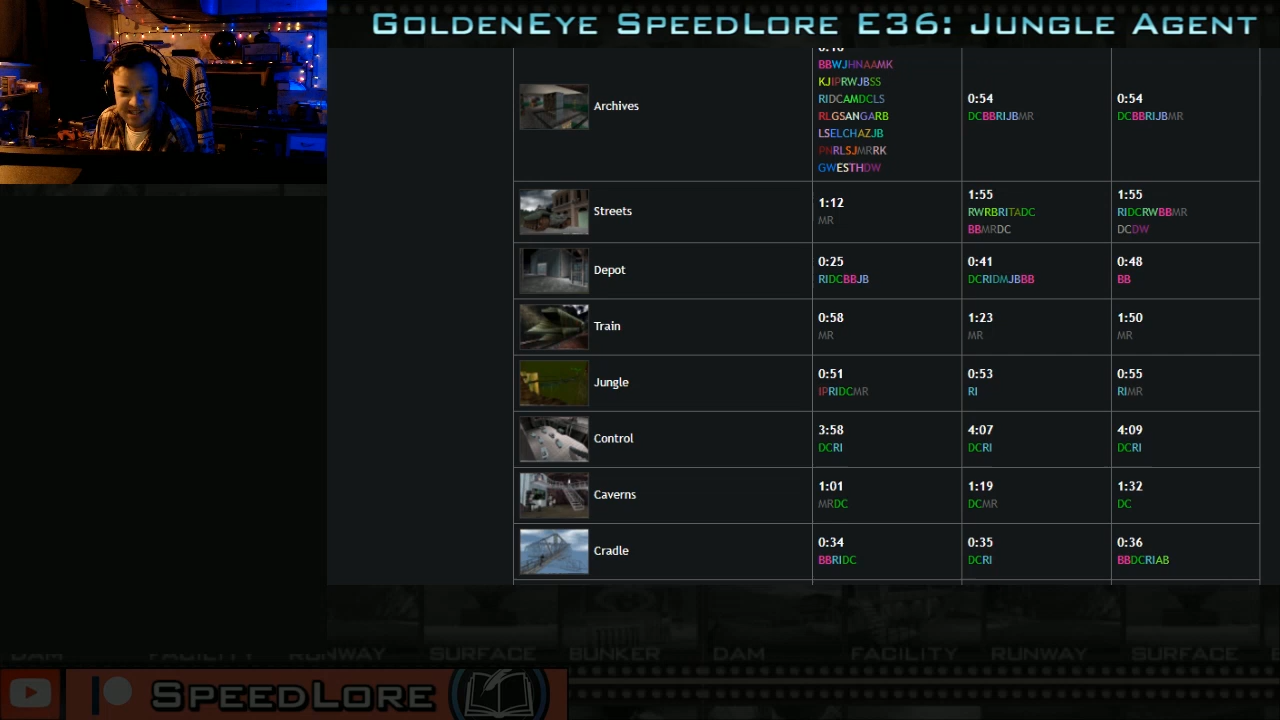 GoldenEye SpeedLore E36: Jungle Agent
0:16
BBWJHNAAMK
KJIPRWJBSS
RIDCAMDCLS
Archives
RLGSANGARB
LSELCHAZJB
PNRLSJMRRK
GWESTHDW
0:54
DCBBRIJBMR
0:54
DCBBRIJBMR
Streets
1:12
MR
1:55
RWRBRITADC
BBMRDC
1:55
RIDCRWBBMR
DCDW
Depot
0:25
RIDCBBJB
0:41
DCRIDMJBBB
0:48
BB
Train
0:58
MR
1:23
MR
1:50
MR
Jungle
0:51
IPRIDCMR
0:53
RI
0:55
RIMR
Control
3:58
DCRI
4:07
DCRI
4:09
DCRI
Caverns
1:01
MRDC
1:19
DCMR
1:32
DC
Cradle
0:34
BBRIDC
0:35
DCRI
0:36
BBDCRIAB
DAM FACILITY RUNWAY SURFACE BUNKER DAM FACILITY RUNWAY SURFACE
SpeedLore